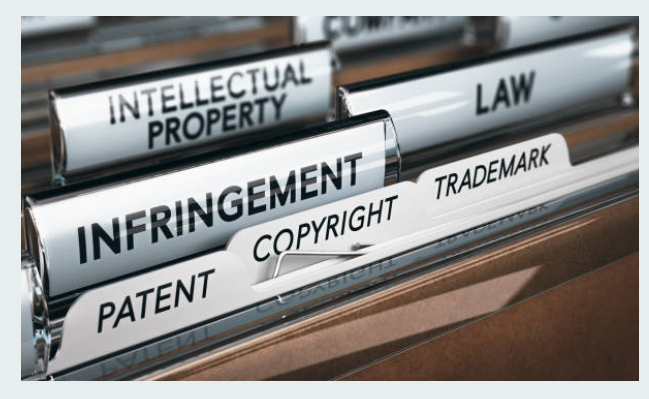 INTELLECTUAL
PROPERTY
LAW
INFRINGEMENT
TRADEMARK
COPYRIGHT
PATENT